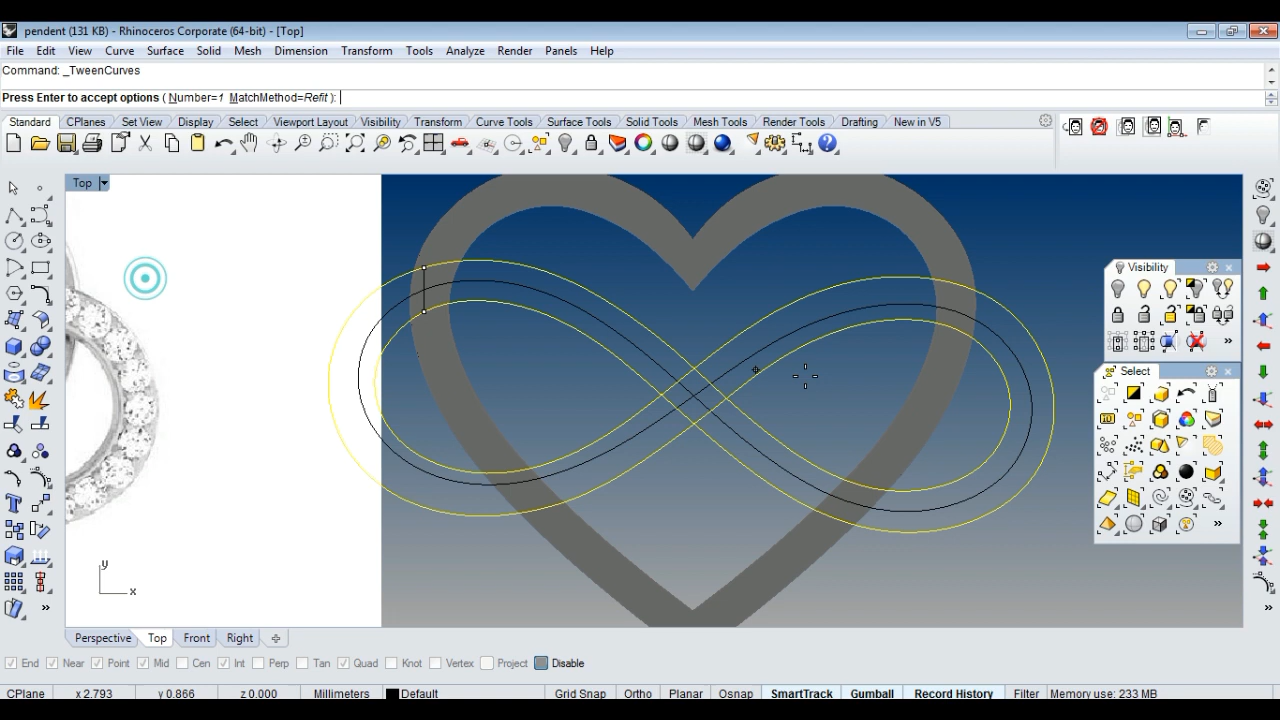 pendent (131 KB) - Rhinoceros Corporate (64-bit) - [Top]
File Edit View Curve Surface Solid Mesh Dimension Transform Tools Analyze Render Panels Help
Command: _TweenCurves
Press Enter to accept options ( Number=1 MatchMethod=Refit ):
Standard CPlanes Set View Display Select Viewport Layout Visibility Transform Curve Tools Surface Tools Solid Tools Mesh Tools Render Tools Drafting New in V5
Top
Visibility
»
Select
»
y
x
»
»
Perspective Top Front Right
End Near Point Mid Cen Int Perp Tan Quad Knot Vertex Project Disable
CPlane x 2.793 y 0.866 z 0.000 Millimeters Default Grid Snap Ortho Planar Osnap SmartTrack Gumball Record History Filter Memory use: 233 MB